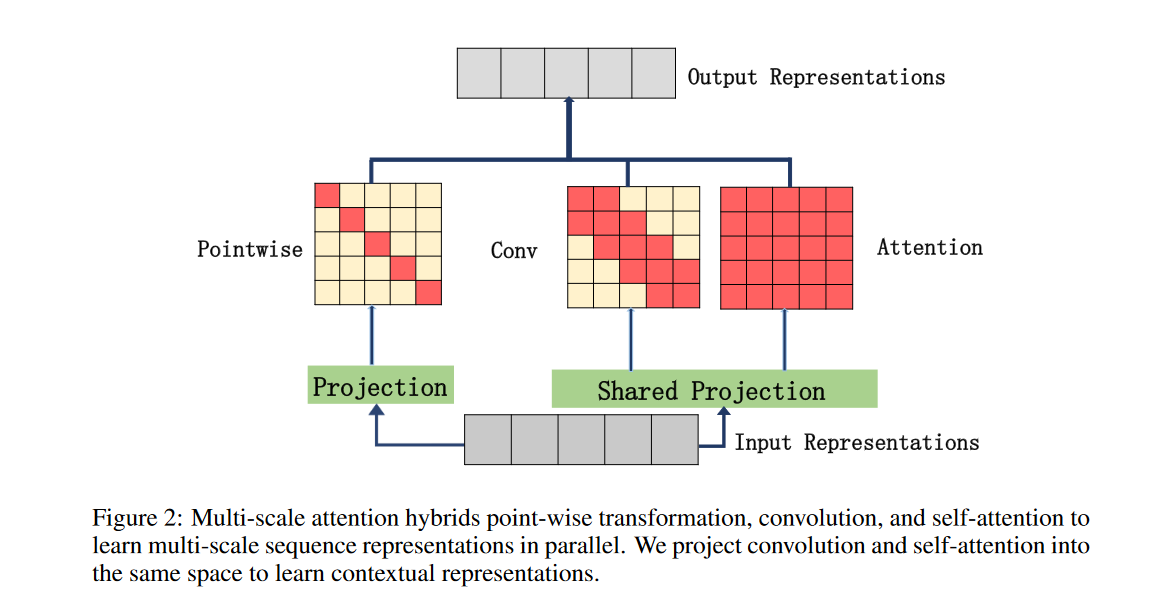 Output Representations
Pointwise
Conv
Attention
Projection
Shared Projection
Input Representations
Figure 2: Multi-scale attention hybrids point-wise transformation, convolution, and self-attention to
learn multi-scale sequence representations in parallel. We project convolution and self-attention into
the same space to learn contextual representations.